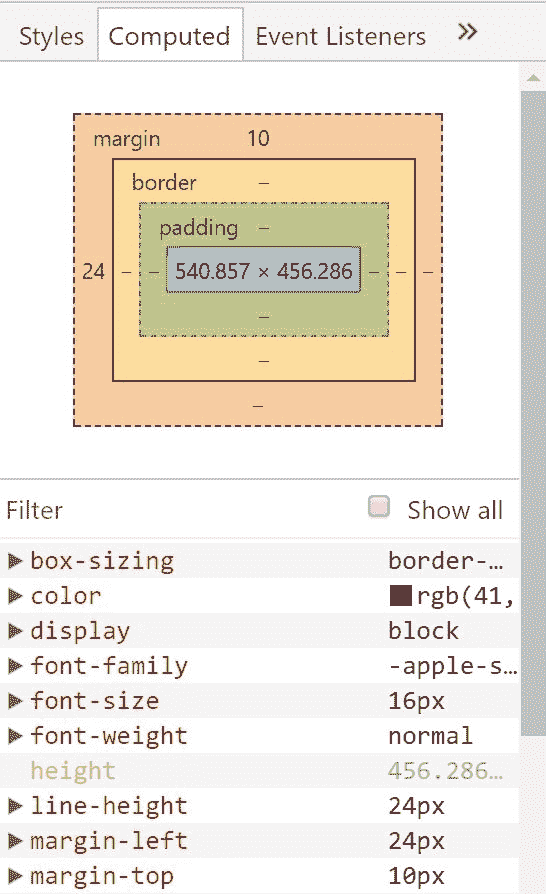 Styles Computed Event Listeners »
margin 10
border –
padding –
24 – – 540.857 × 456.286 – – –
–
–
–
Filter Show all
box-sizing border-…
color rgb(41,
display block
font-family -apple-s…
font-size 16px
font-weight normal
height 456.286…
line-height 24px
margin-left 24px
margin-top 10px